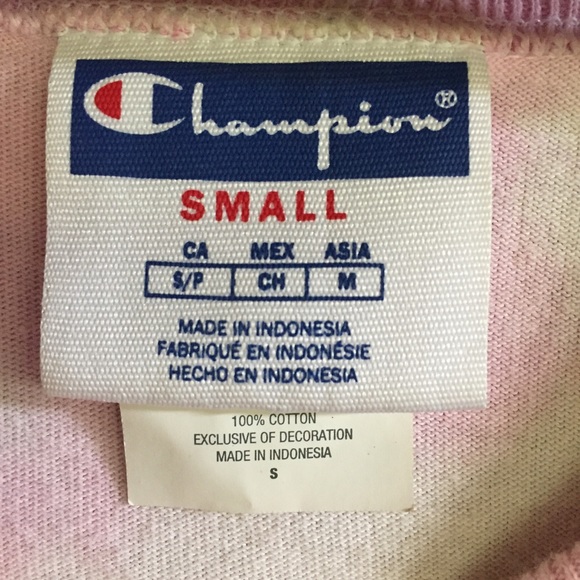 Champion®
SMALL
CA MEX ASIA
S/P CH M
MADE IN INDONESIA
FABRIQUÉ EN INDONÉSIE
HECHO EN INDONESIA
100% COTTON
EXCLUSIVE OF DECORATION
MADE IN INDONESIA
S